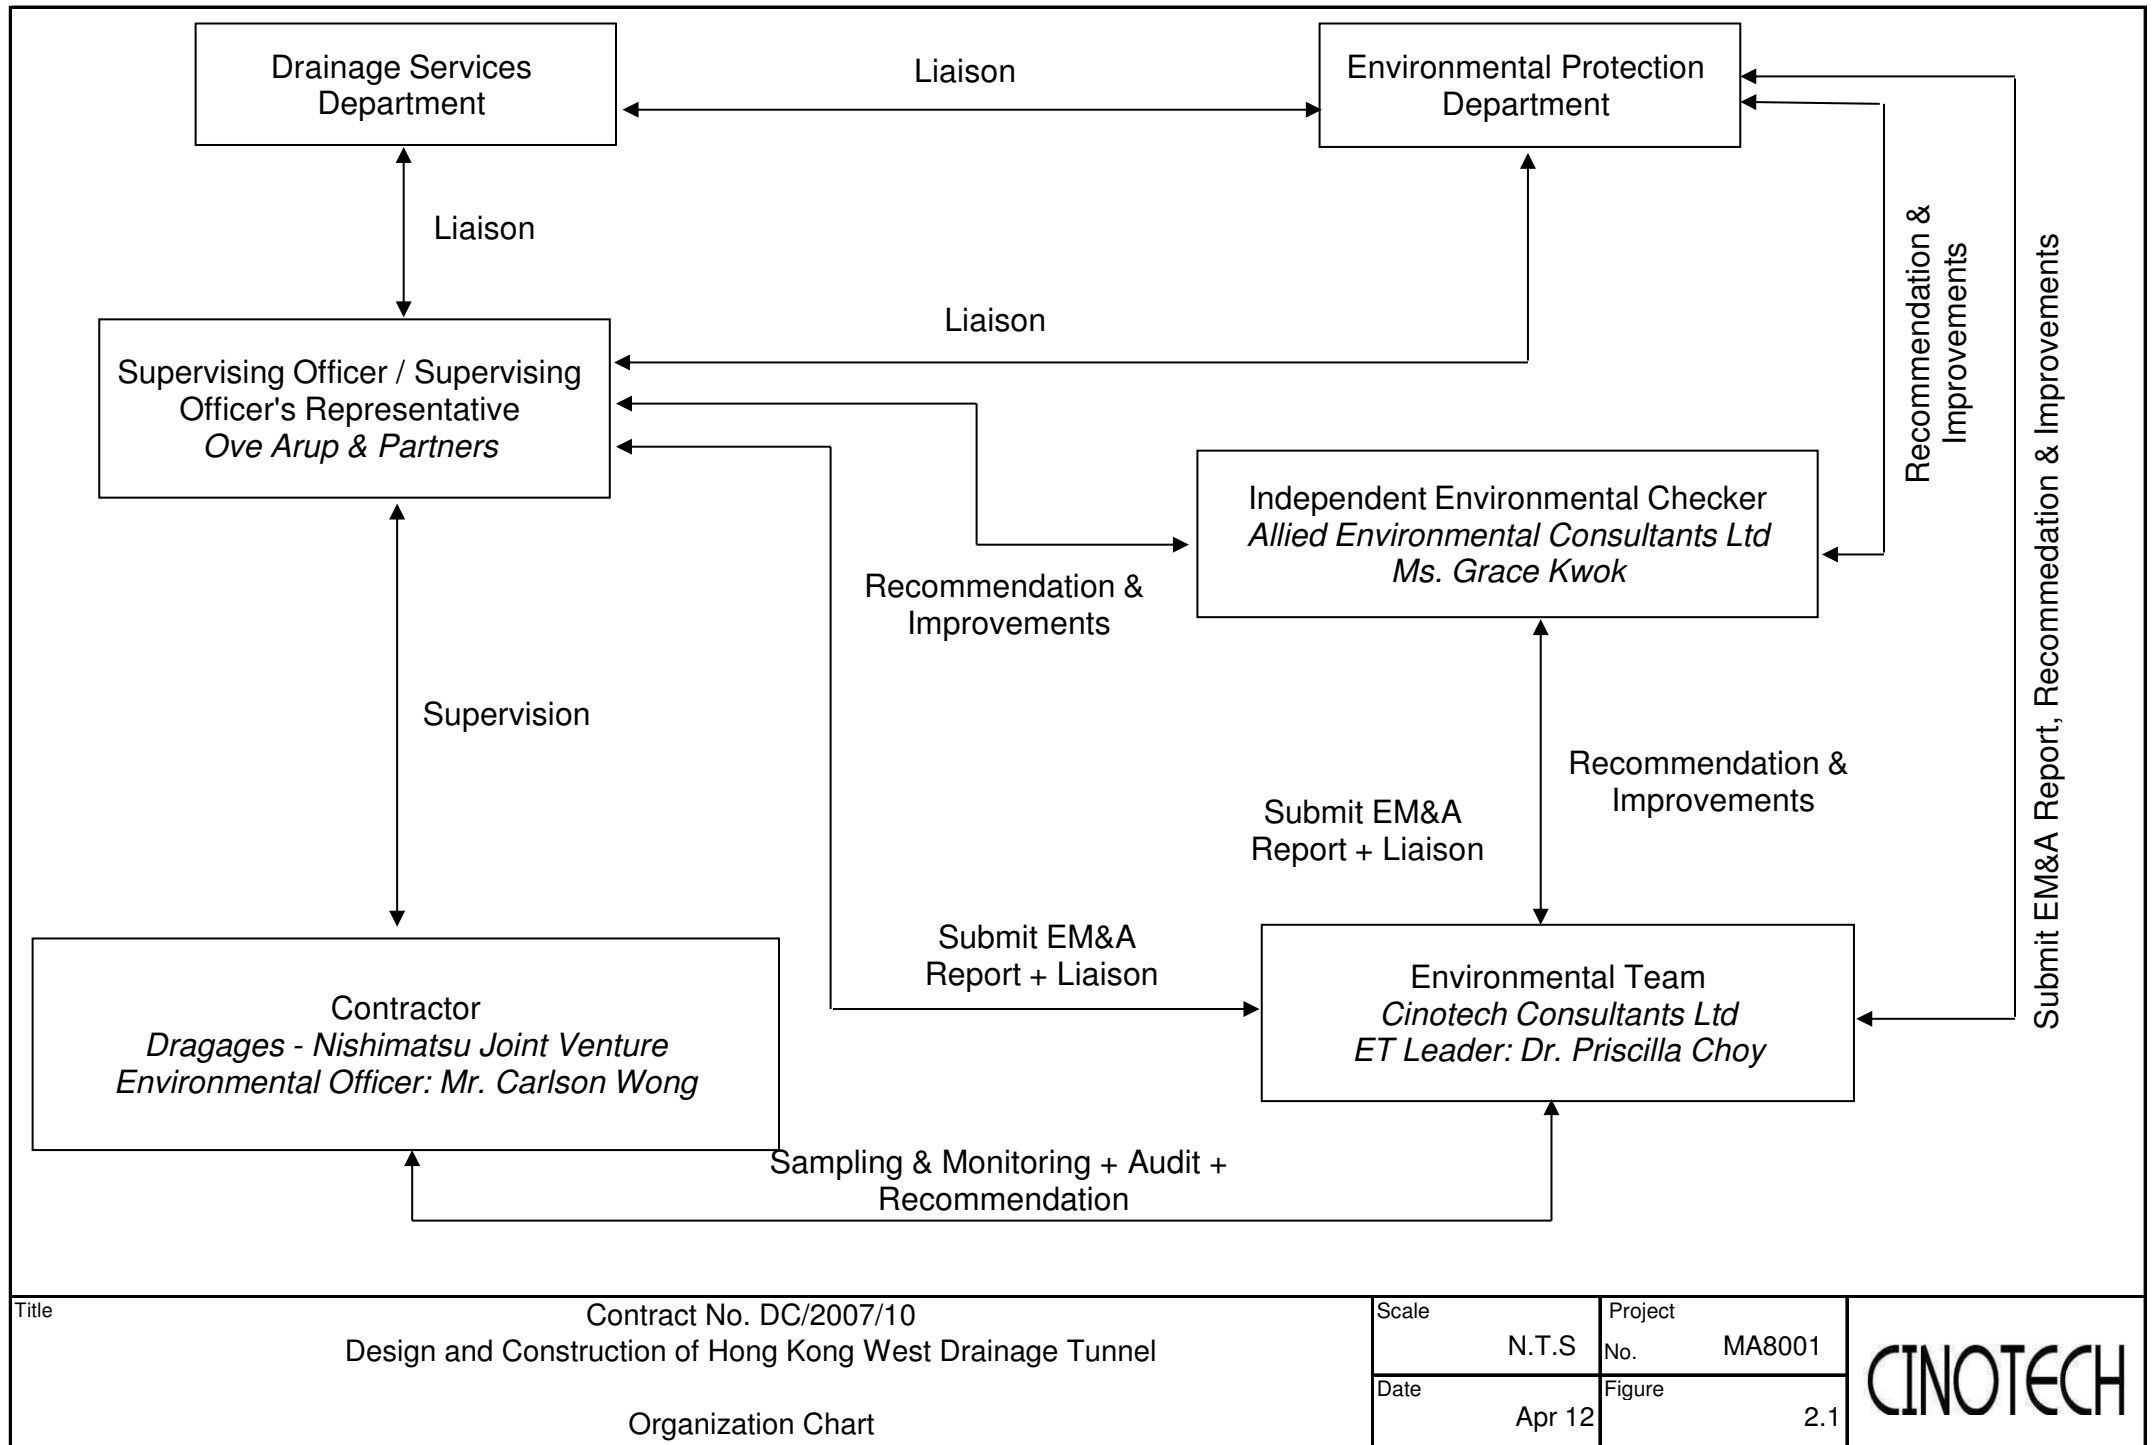 Drainage Services
Department
Liaison
Environmental Protection
Department
Liaison
Liaison
Recommendation &
Improvements
Submit EM&A Report, Recommedation & Improvements
Supervising Officer / Supervising
Officer's Representative
Ove Arup & Partners
Independent Environmental Checker
Allied Environmental Consultants Ltd
Ms. Grace Kwok
Recommendation &
Improvements
Supervision
Recommendation &
Improvements
Submit EM&A
Report + Liaison
Submit EM&A
Report + Liaison
Contractor
Dragages - Nishimatsu Joint Venture
Environmental Officer: Mr. Carlson Wong
Environmental Team
Cinotech Consultants Ltd
ET Leader: Dr. Priscilla Choy
Sampling & Monitoring + Audit +
Recommendation
Title
Contract No. DC/2007/10
Design and Construction of Hong Kong West Drainage Tunnel
Organization Chart
Scale
N.T.S
Project
No. MA8001
Date
Apr 12
Figure
2.1
CINOTECH